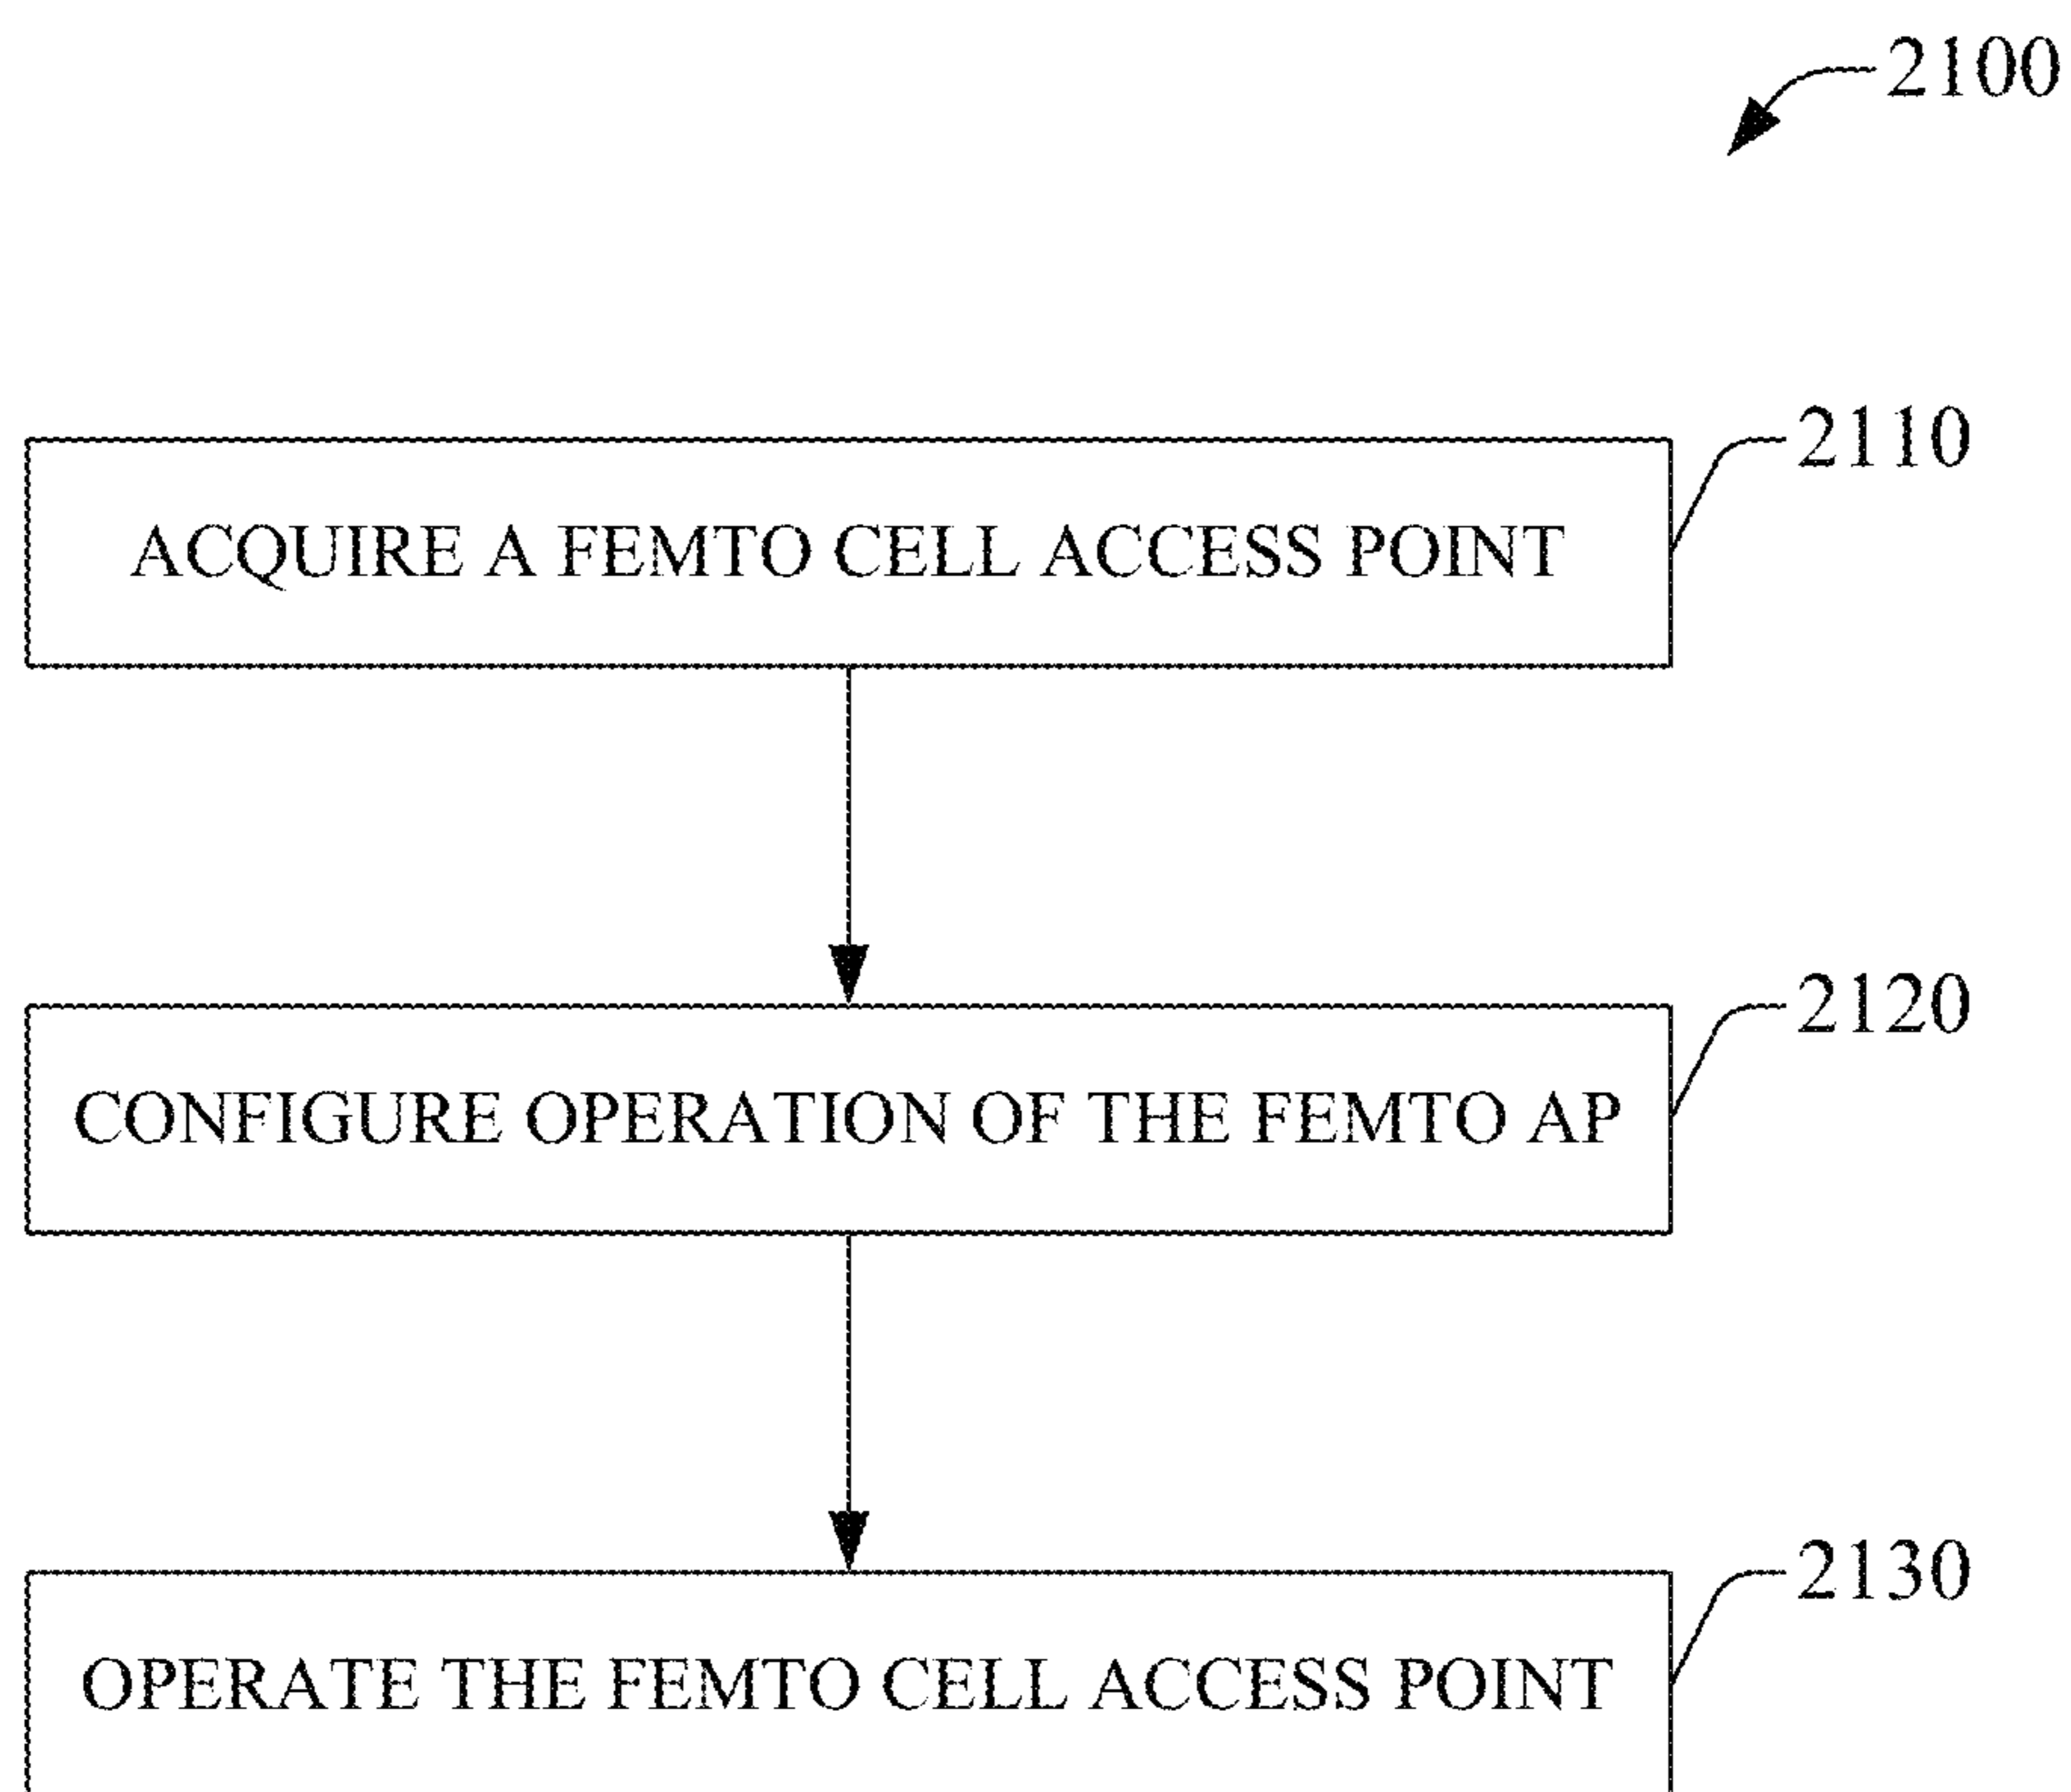 2100
2110
ACQUIRE A FEMTO CELL ACCESS POINT
2120
CONFIGURE OPERATION OF THE FEMTO AP
2130
OPERATE THE FEMTO CELL ACCESS POINT